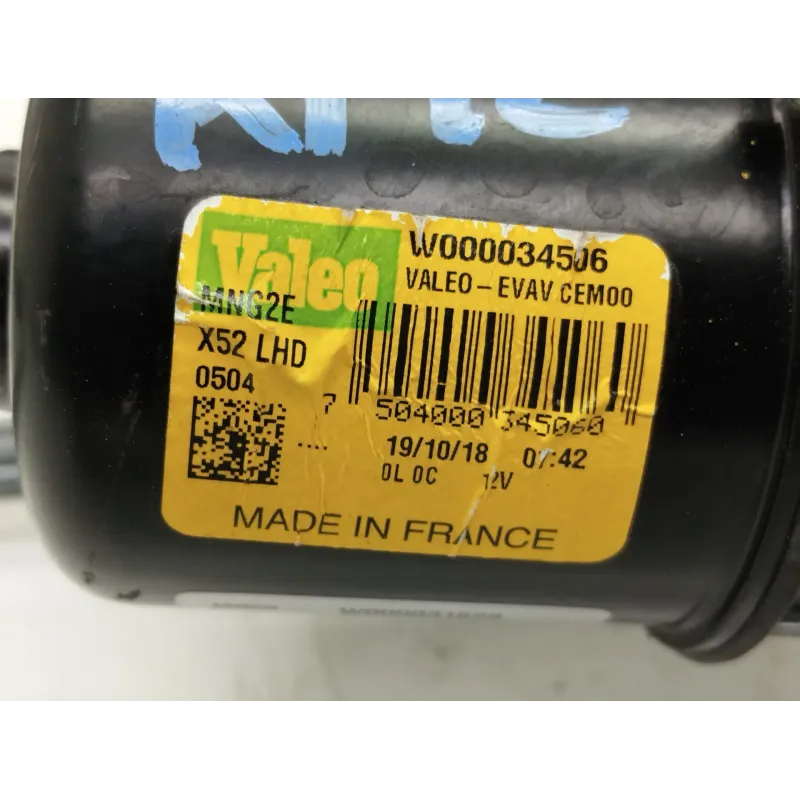 Valeo
W000034506
VALEO-EVAV CEM00
MNG2E
X52 LHD
0504
7 504000 345060
19/10/18 07:42
0L 0C 12V
MADE IN FRANCE